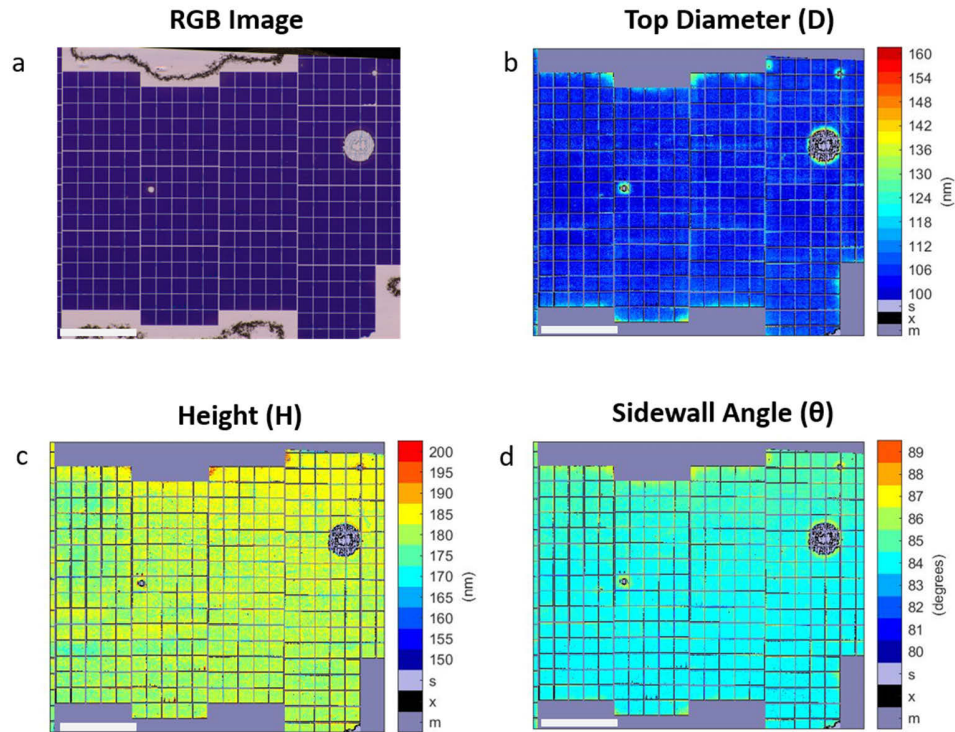 RGB Image
a
Top Diameter (D)
b
160
154
148
142
136
130
124
118
112
106
100
s
x
m
(nm)
Height (H)
c
200
195
190
185
180
175
170
165
160
155
150
s
x
m
(nm)
Sidewall Angle (θ)
d
89
88
87
86
85
84
83
82
81
80
s
x
m
(degrees)